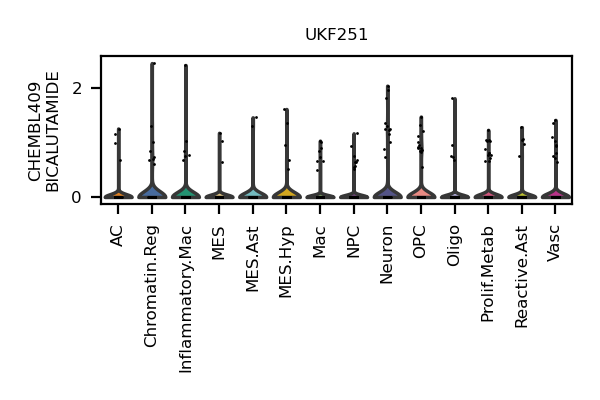 UKF251
CHEMBL409
BICALUTAMIDE
2
0
AC
Chromatin.Reg
Inflammatory.Mac
MES
MES.Ast
MES.Hyp
Mac
NPC
Neuron
OPC
Oligo
Prolif.Metab
Reactive.Ast
Vasc